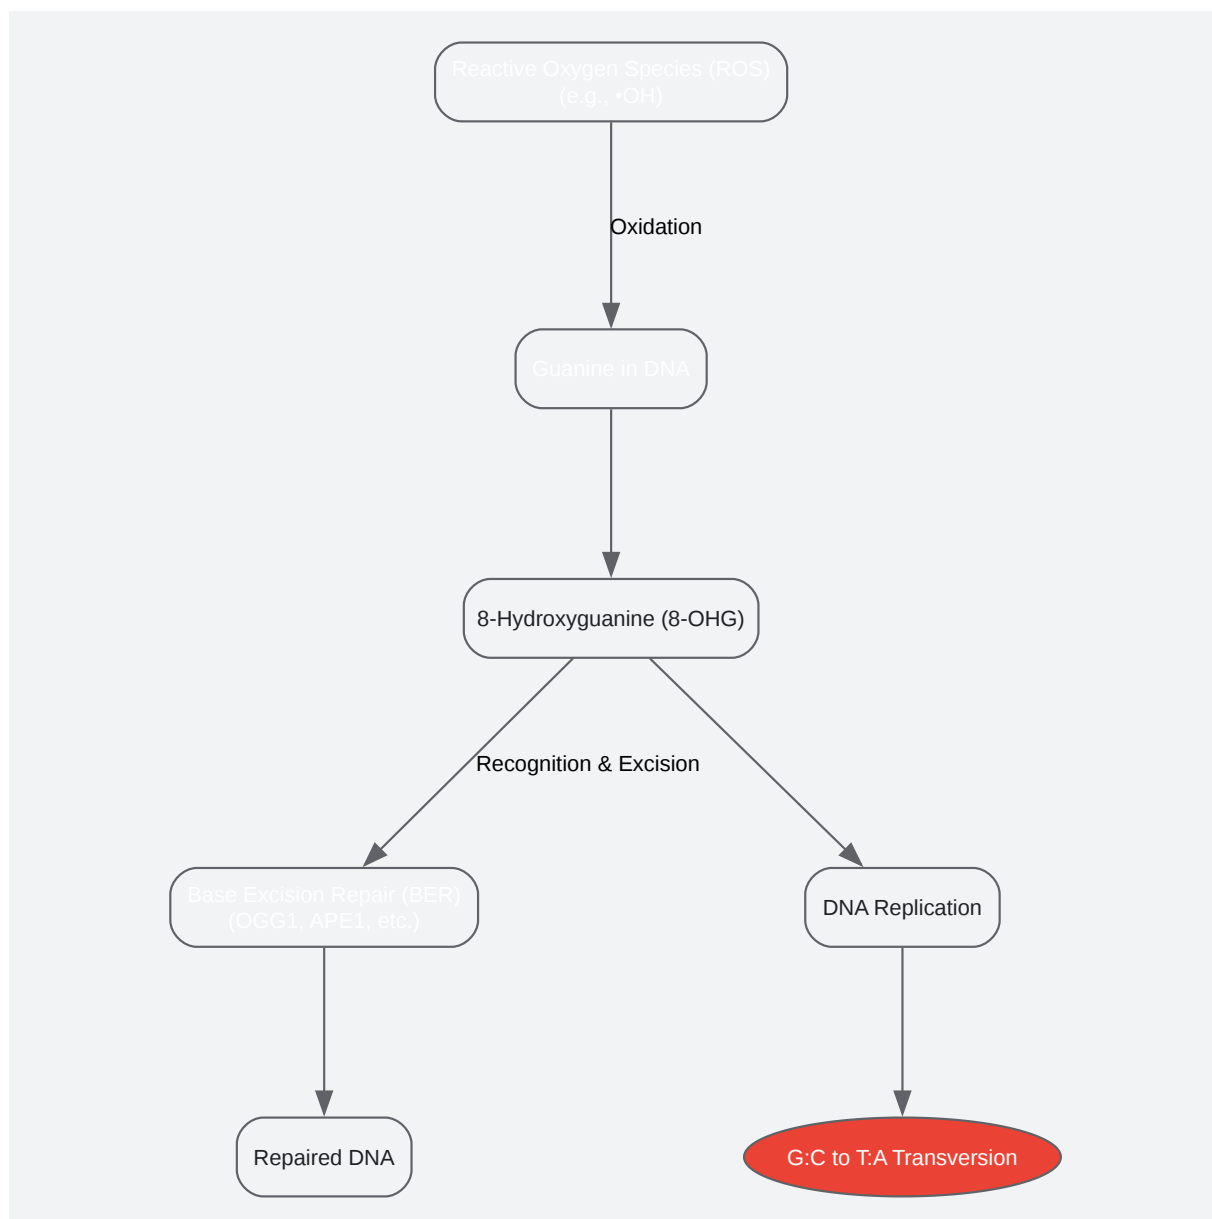 Reactive Oxygen Species (ROS)
(e.g., •OH)
Oxidation
Guanine in DNA
8-Hydroxyguanine (8-OHG)
Recognition & Excision
Base Excision Repair (BER)
(OGG1, APE1, etc.)
DNA Replication
Repaired DNA
G:C to T:A Transversion